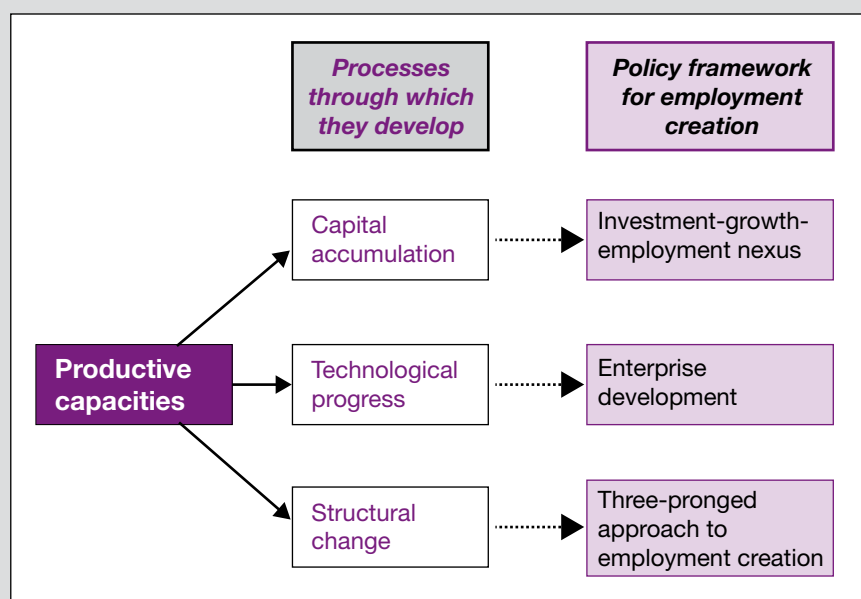 Processes
through which
they develop
Policy framework
for employment
creation
Capital
accumulation
Investment-growth-
employment nexus
Productive
capacities
Technological
progress
Enterprise
development
Structural
change
Three-pronged
approach to
employment creation